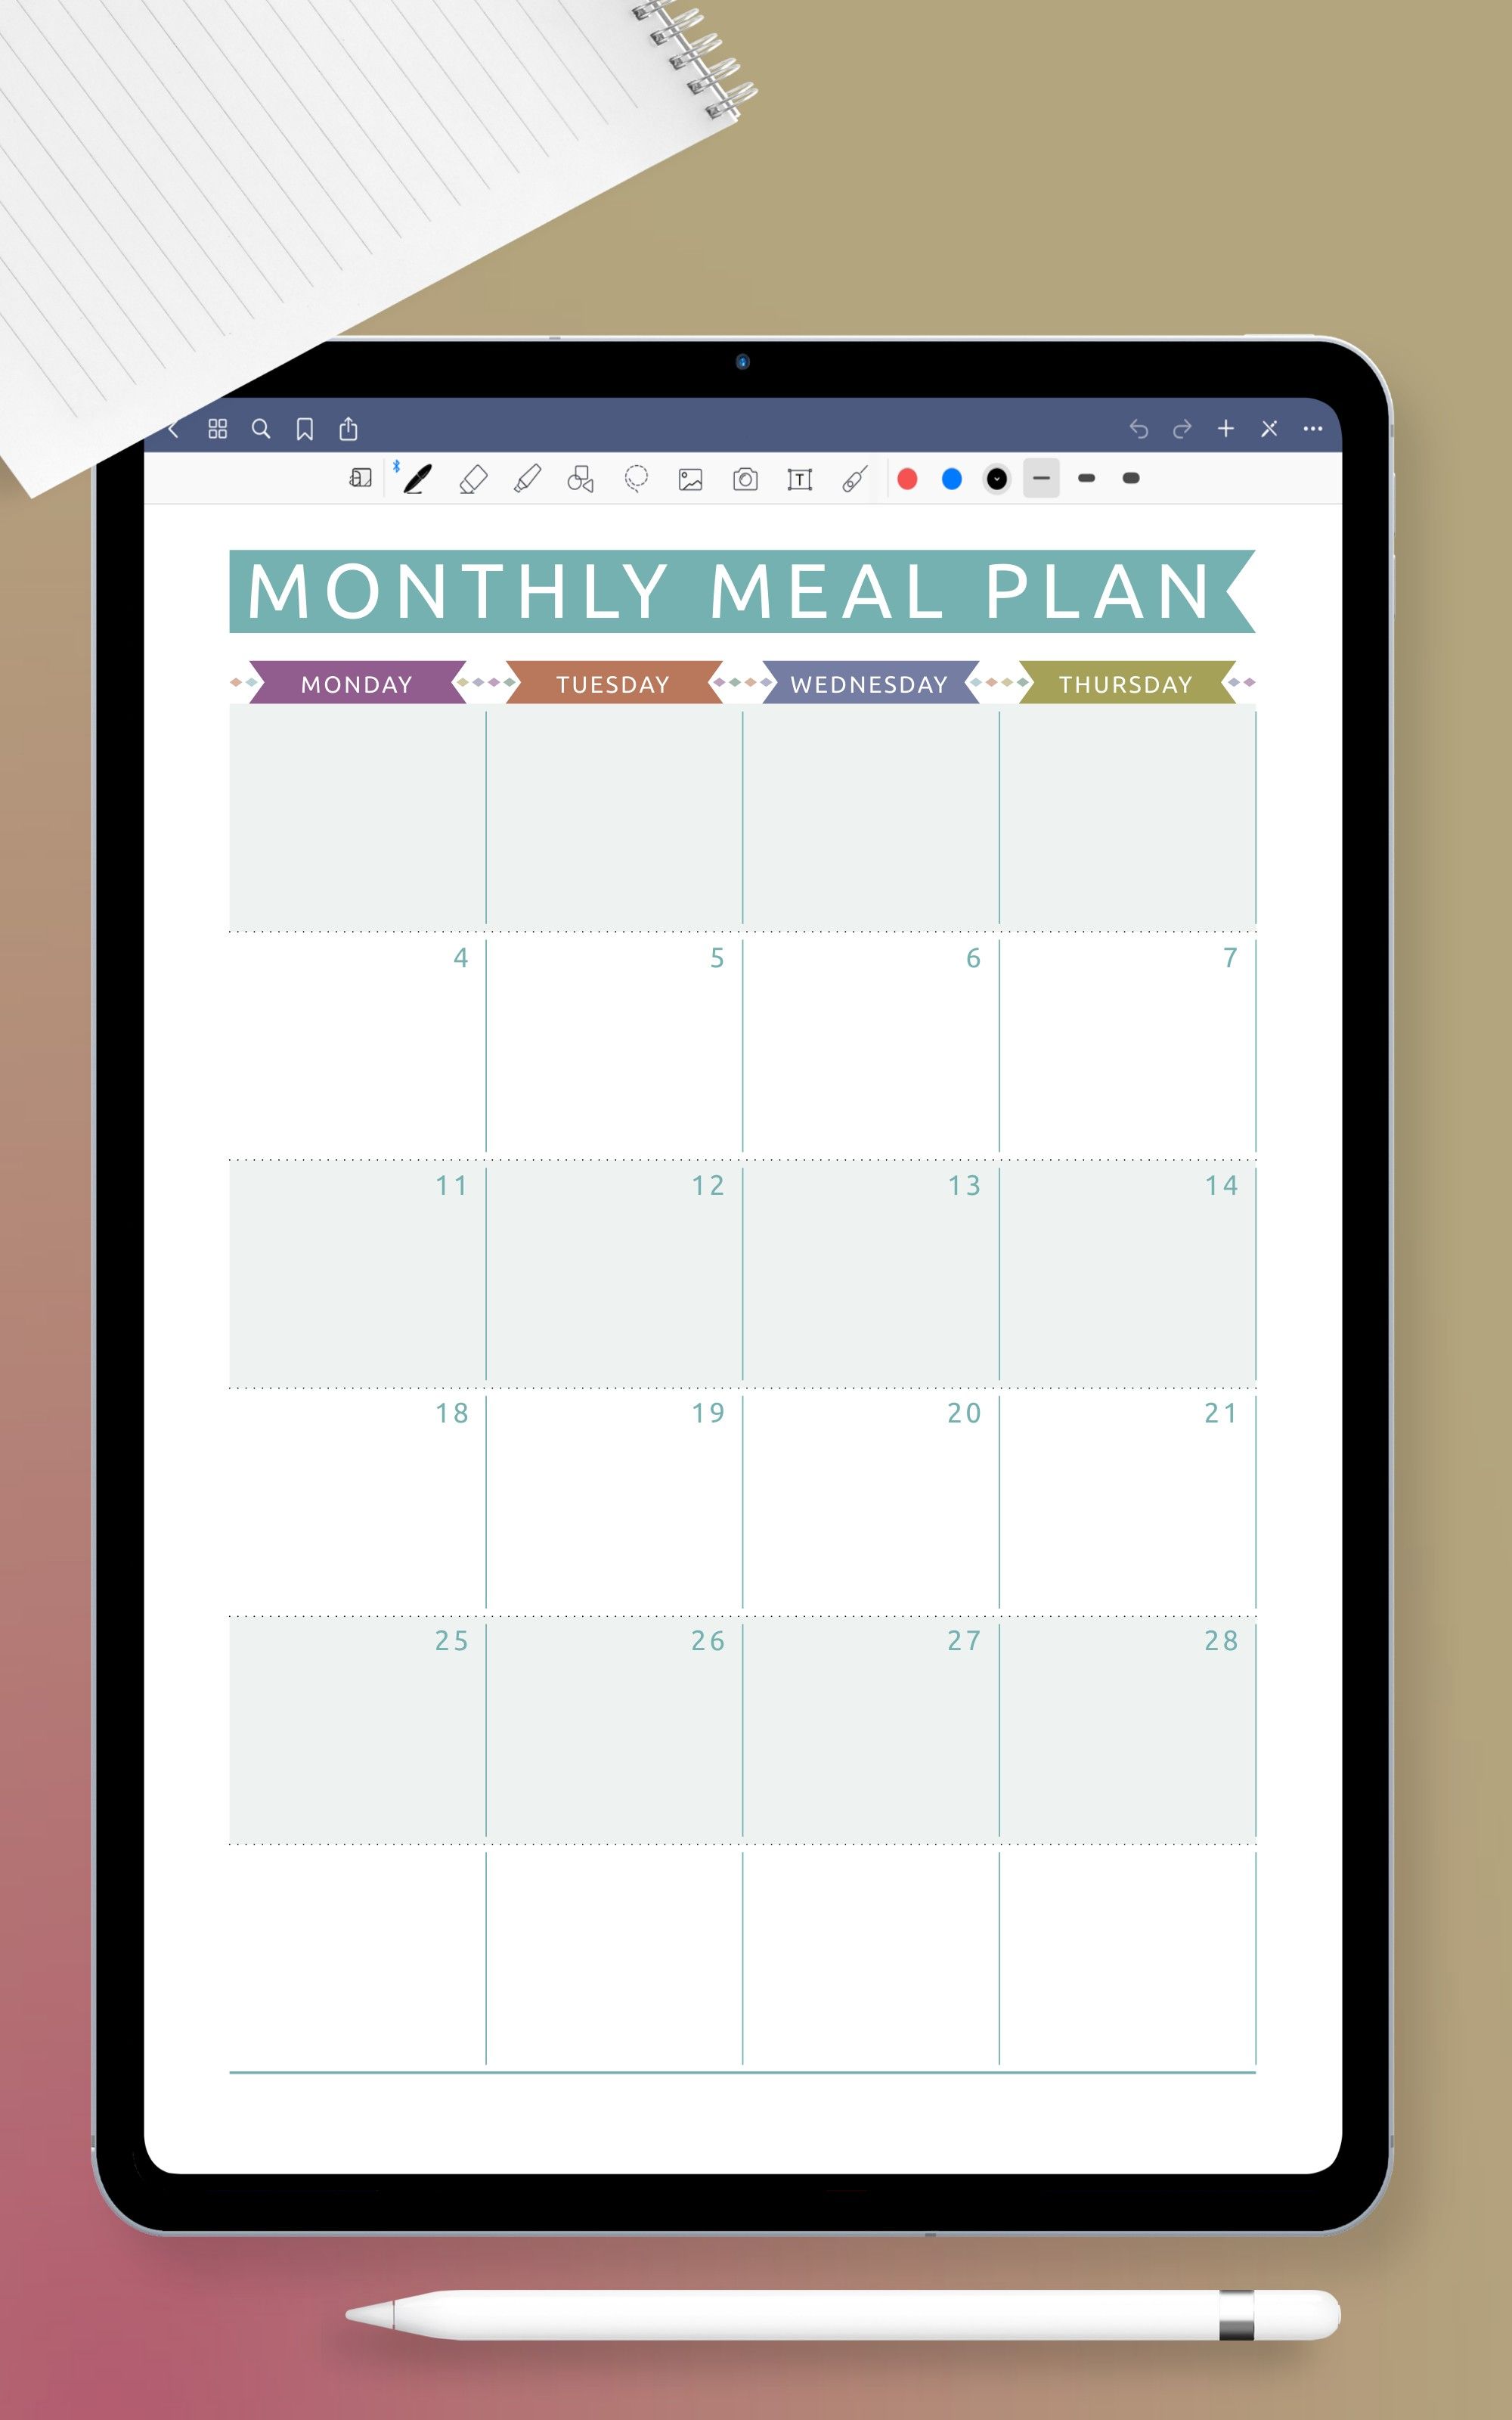 T
MONTHLY MEAL PLAN
MONDAY TUESDAY WEDNESDAY THURSDAY
4 5 6 7
11 12 13 14
18 19 20 21
25 26 27 28